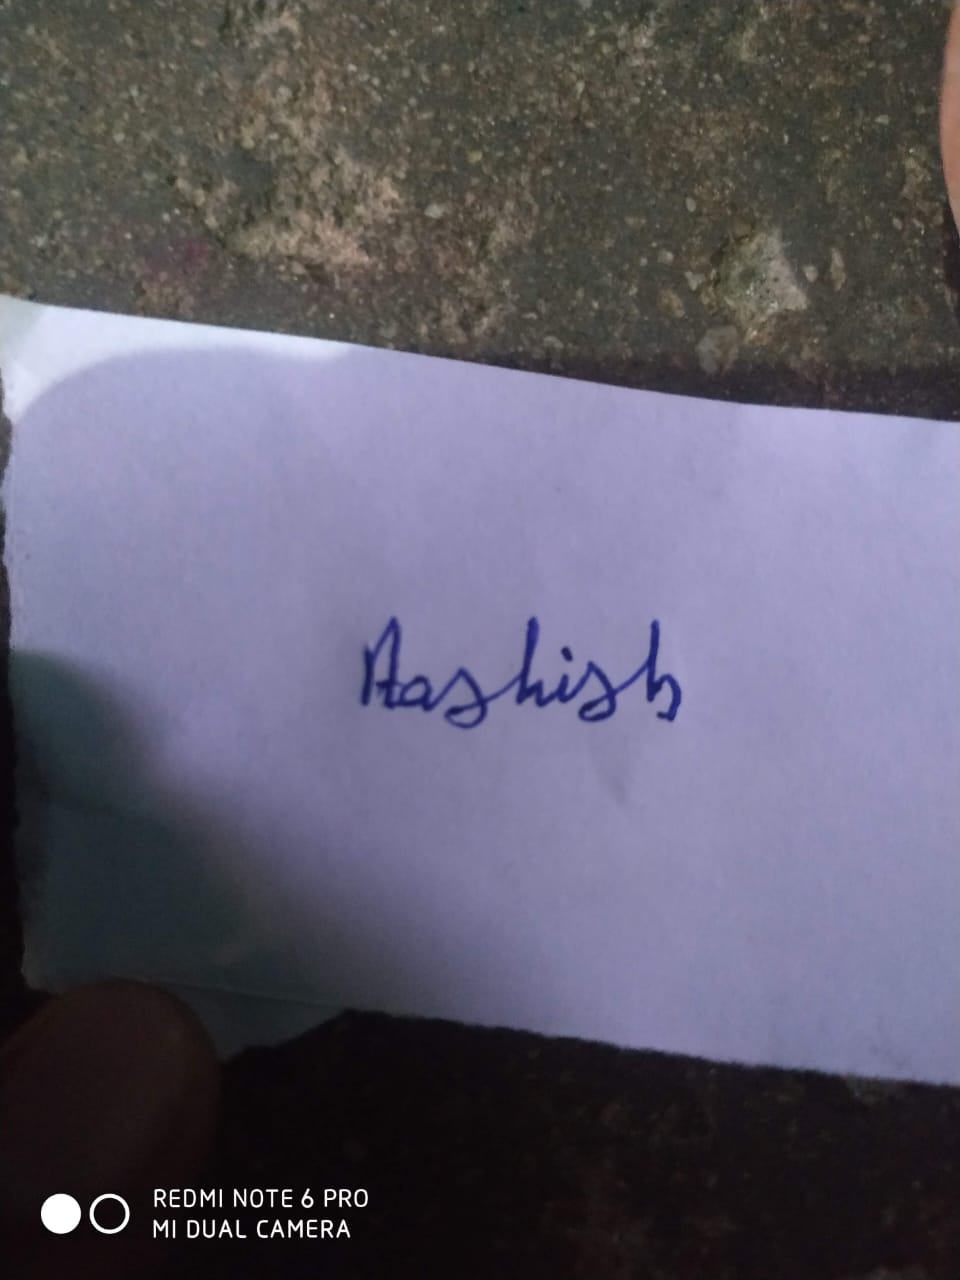 Aashish
REDMI NOTE 6 PRO
MI DUAL CAMERA